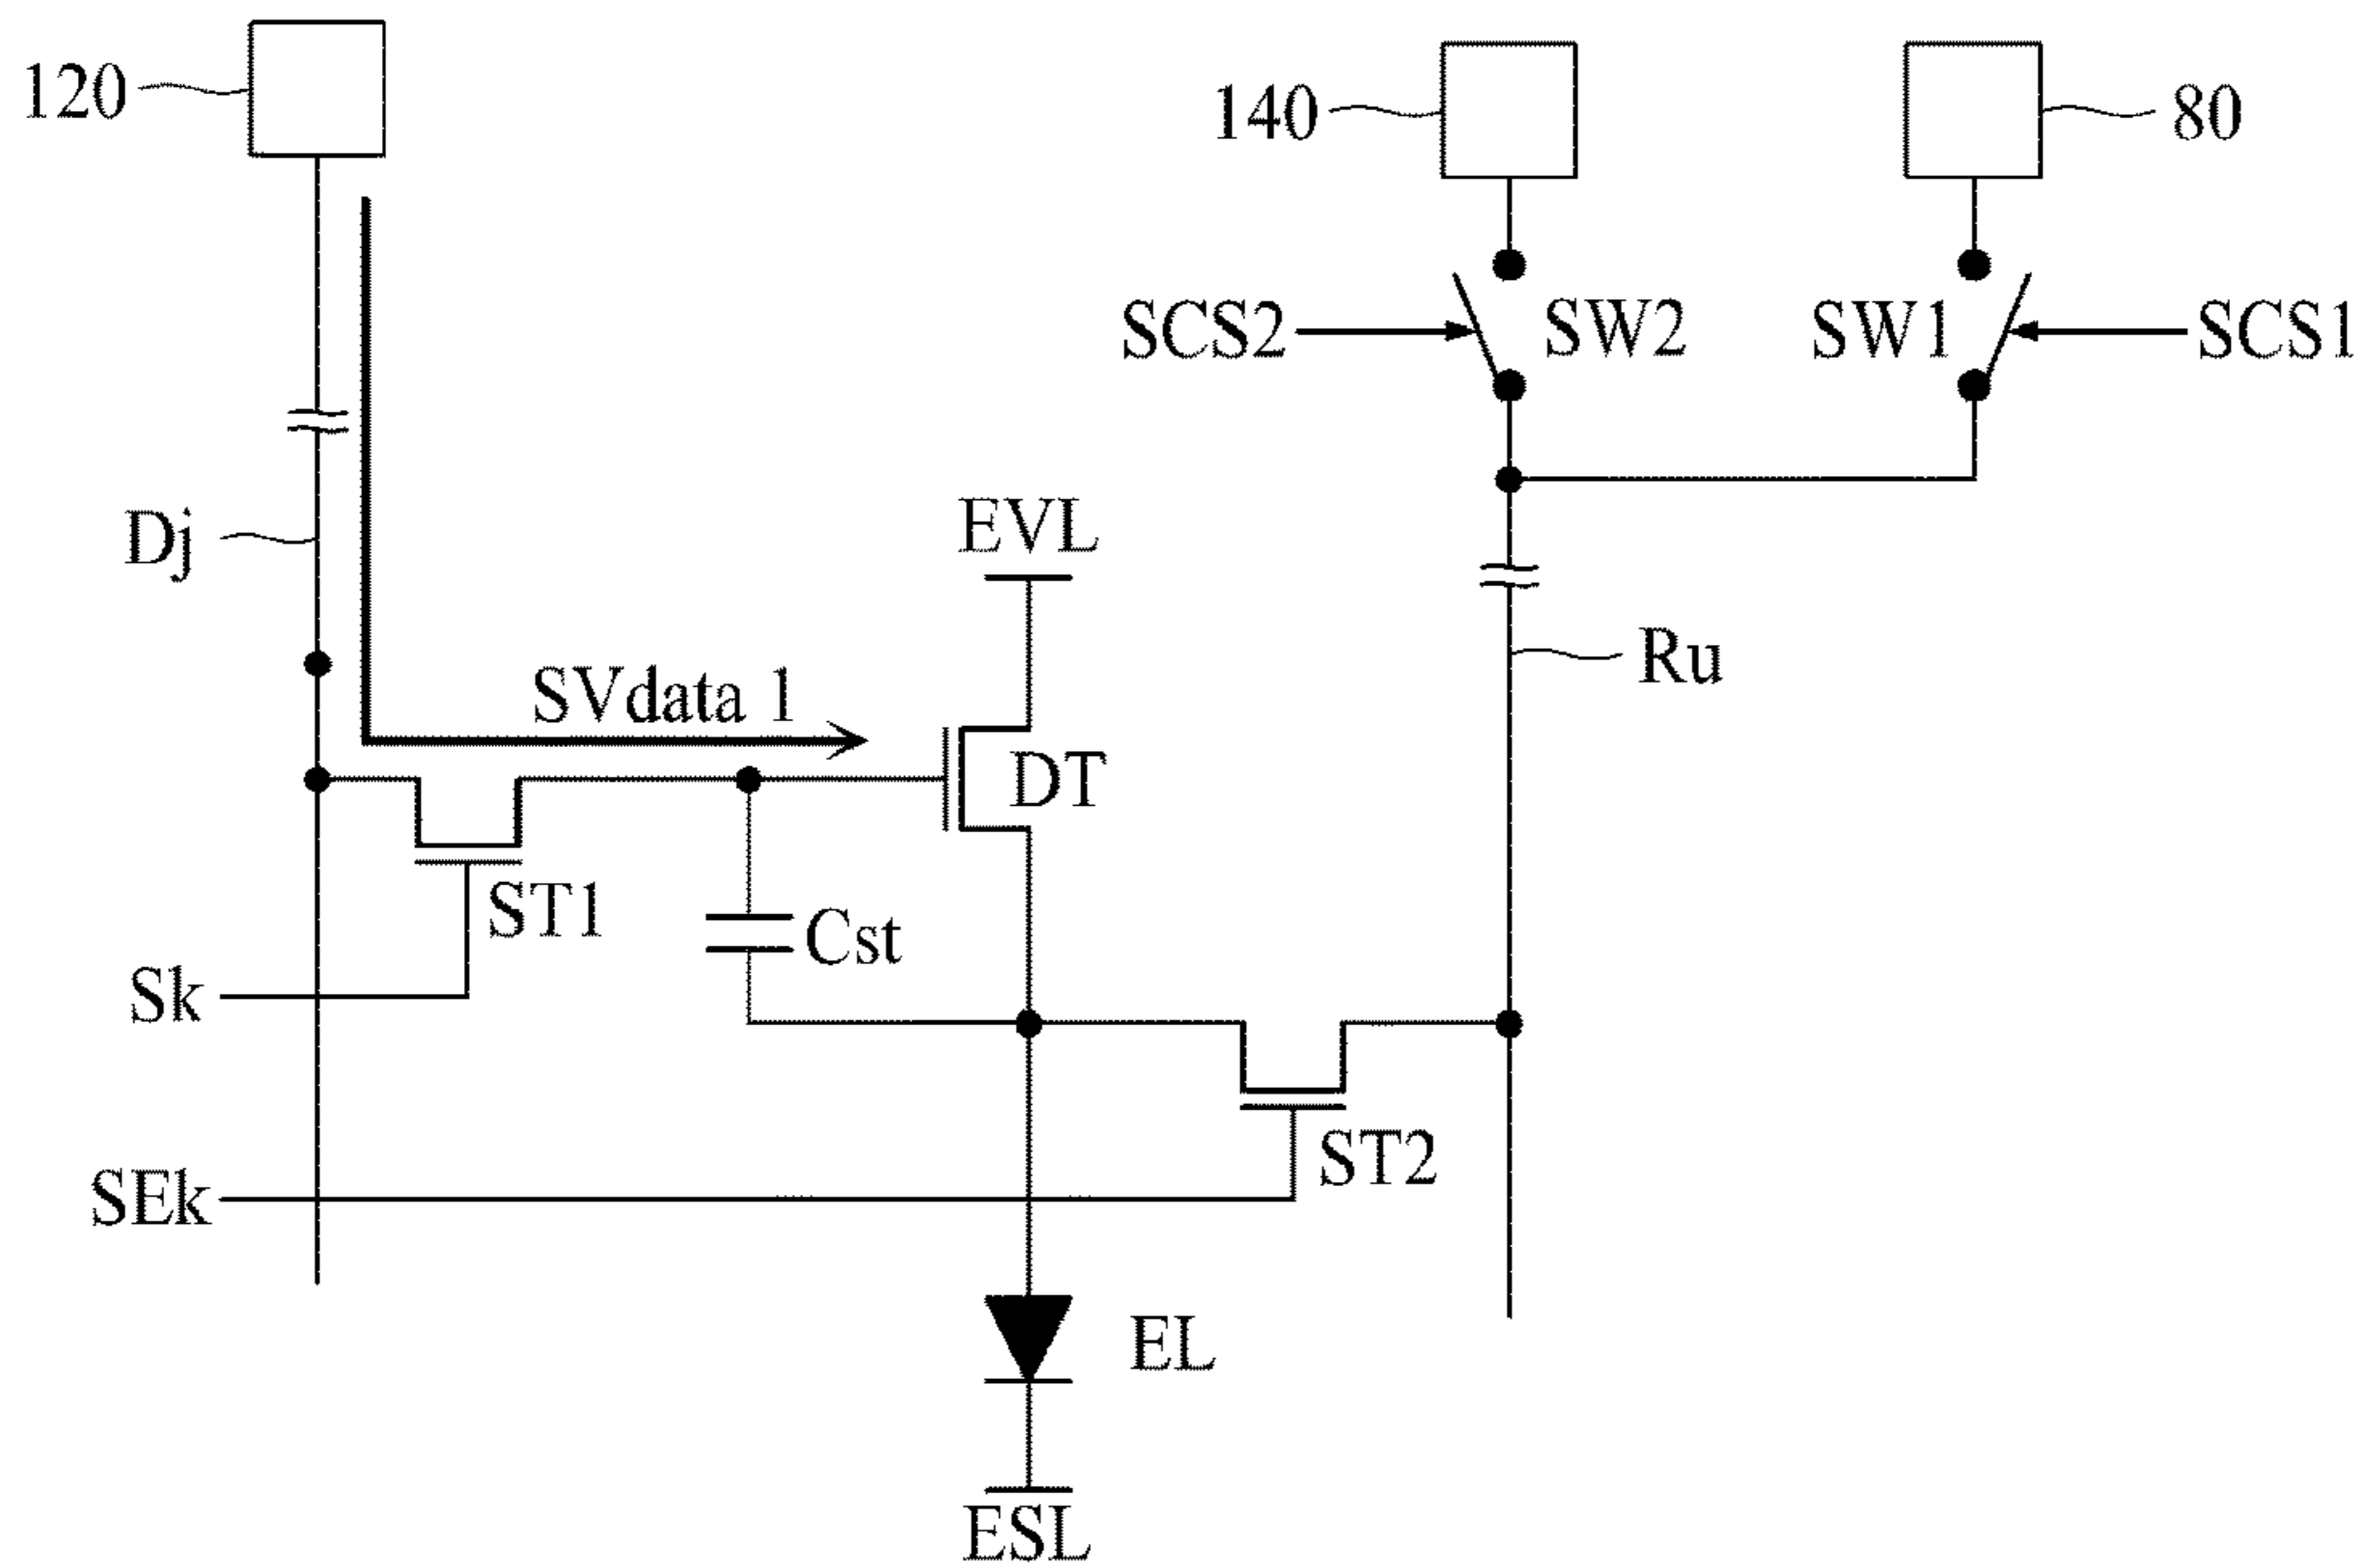 120
140
80
SCS2
SW2
SW1
SCS1
EVL
Dj
Ru
SVdata 1
DT
ST1
Cst
Sk
ST2
SEk
EL
ESL